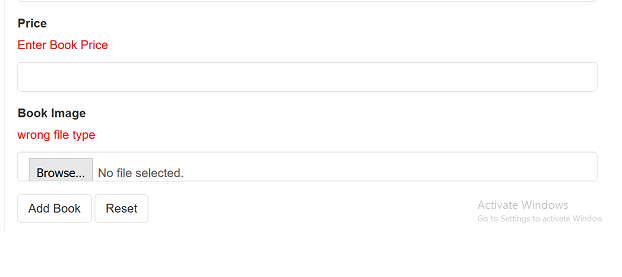 Price
Enter Book Price
Book Image
wrong file type
Browse... No file selected.
Add Book Reset
Activate Windows
Go to Settings to activate Window